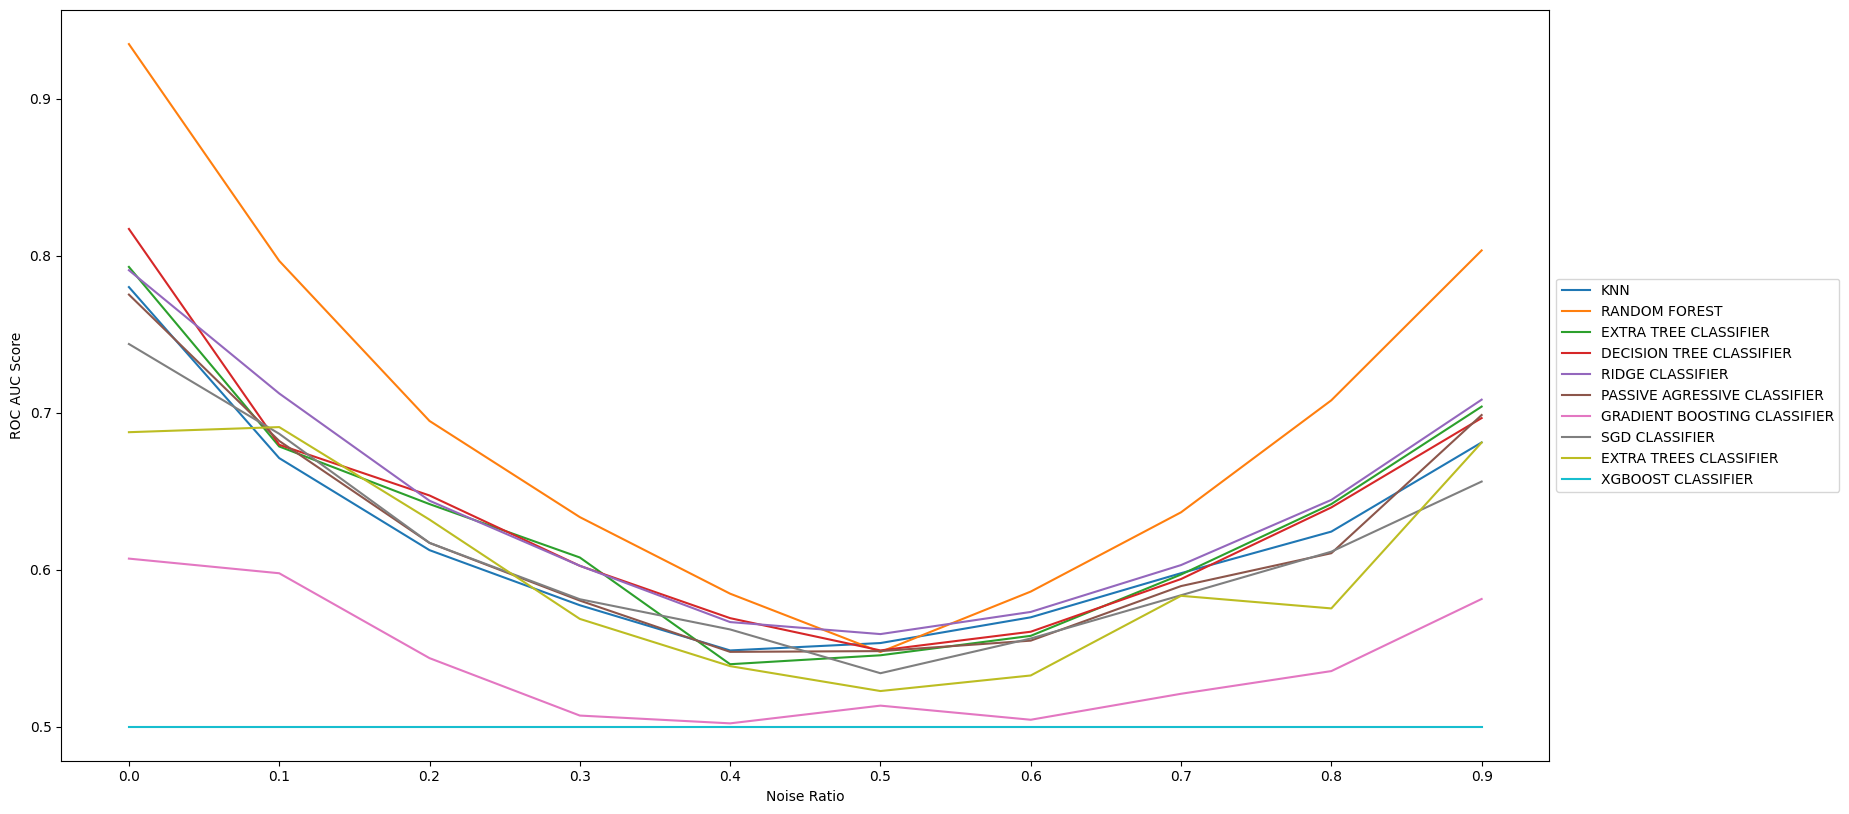 ROC AUC Score
0.9
0.8
0.7
0.6
0.5
0.0 0.1 0.2 0.3 0.4 0.5 0.6 0.7 0.8 0.9
Noise Ratio
KNN
RANDOM FOREST
EXTRA TREE CLASSIFIER
DECISION TREE CLASSIFIER
RIDGE CLASSIFIER
PASSIVE AGRESSIVE CLASSIFIER
GRADIENT BOOSTING CLASSIFIER
SGD CLASSIFIER
EXTRA TREES CLASSIFIER
XGBOOST CLASSIFIER